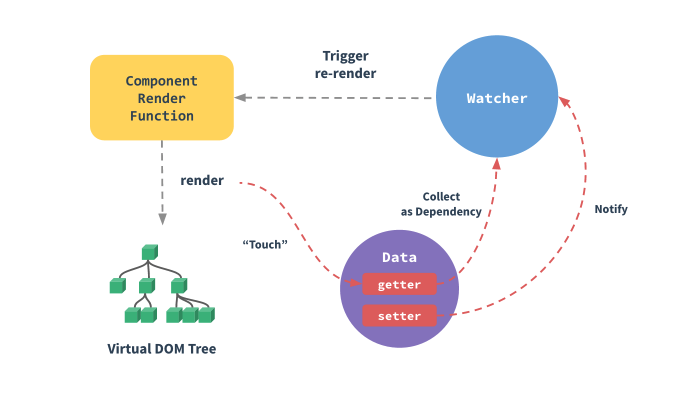 Trigger
re-render
Component
Render
Function
Watcher
render
Collect
as Dependency
Notify
“Touch”
Data
getter
setter
Virtual DOM Tree